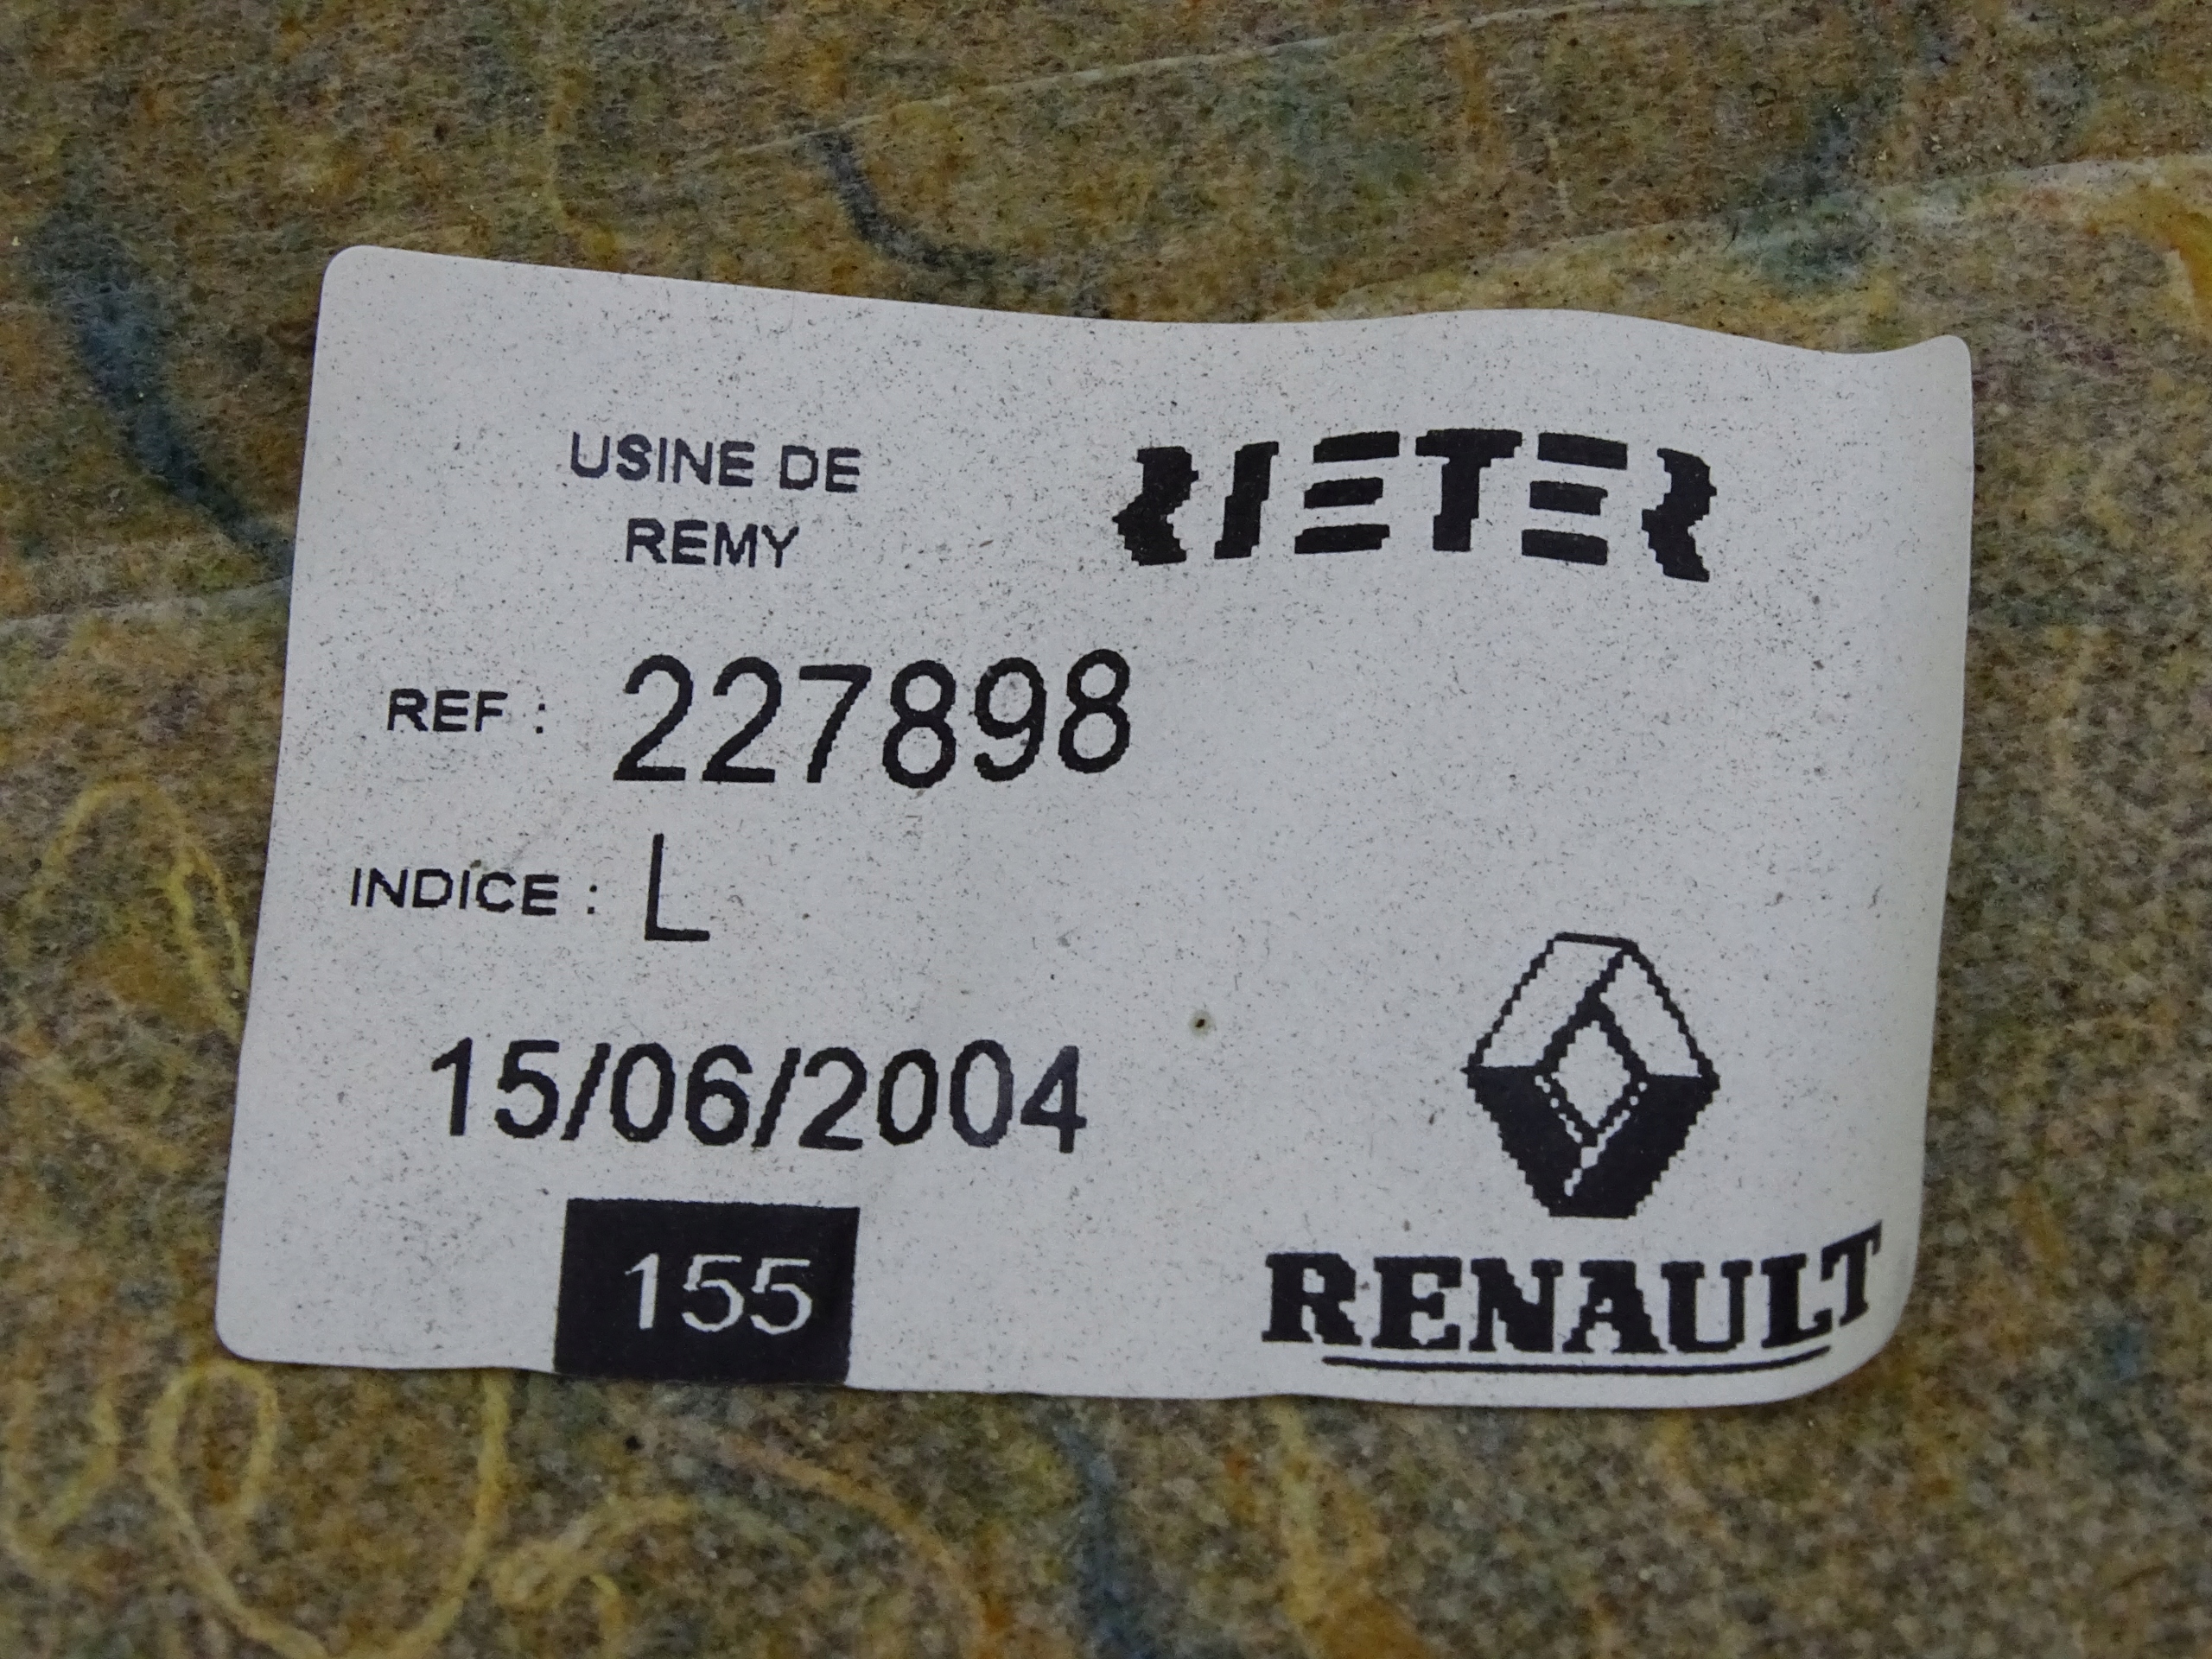 USINE DE
REMY
RIETER
REF : 227898
INDICE : L
15/06/2004
155
RENAULT